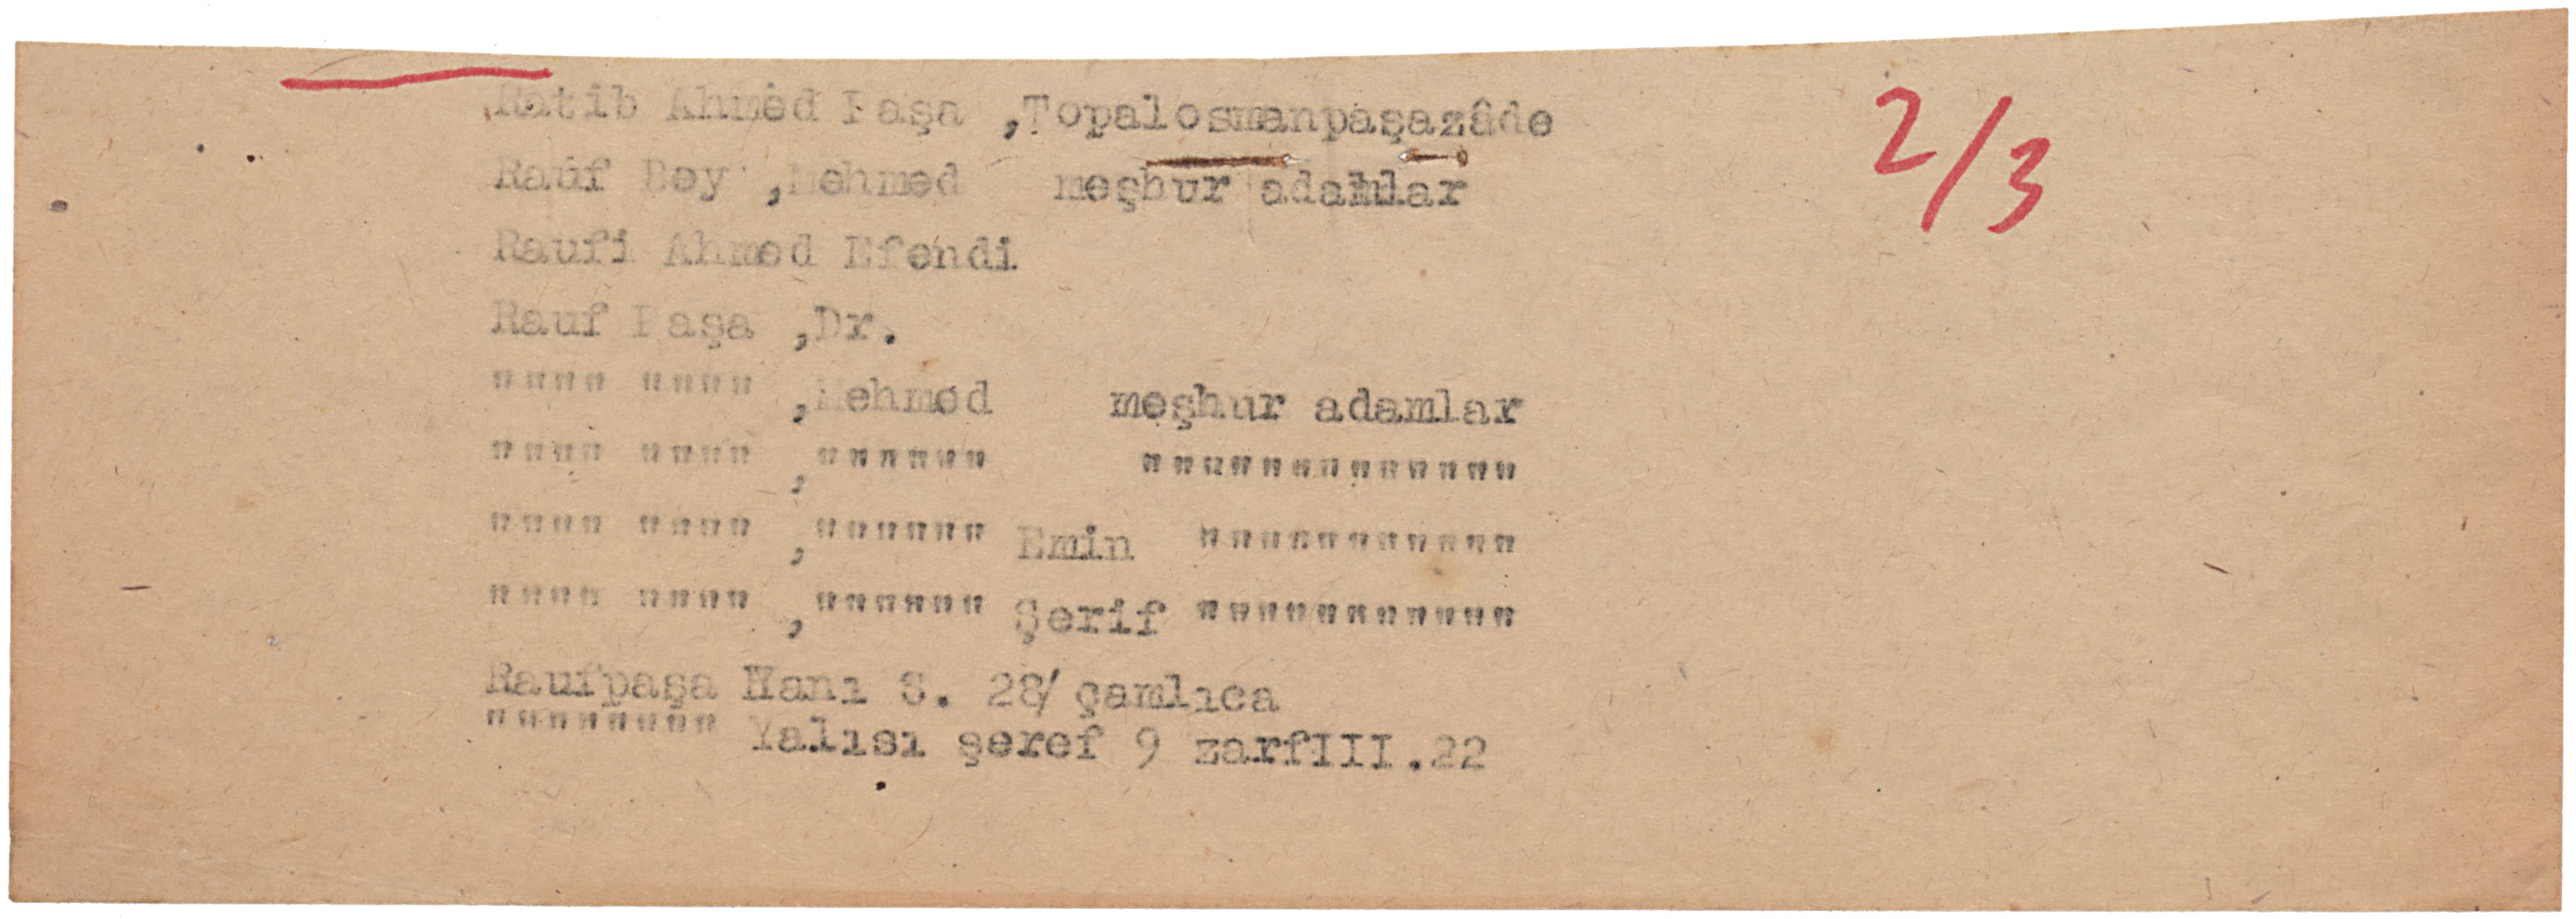 Ratib Ahmed Paşa ,Topalosmanpaşazâde
2/3
Rauf Bey ,Mehmed meşhur adamlar
Raufi Ahmed Efendi
Rauf Paşa ,Dr.
"""" """" ,Mehmed meşhur adamlar
"""" """" ,"""""" """""""""""""
"""" """" ,"""""" Emin """""""""""
"""" """" ,"""""" Şerif """""""""""
Raufpaşa Hanı S. 28/ çamlıca
"""""""" Yalısı şeref 9 zarfIII.22